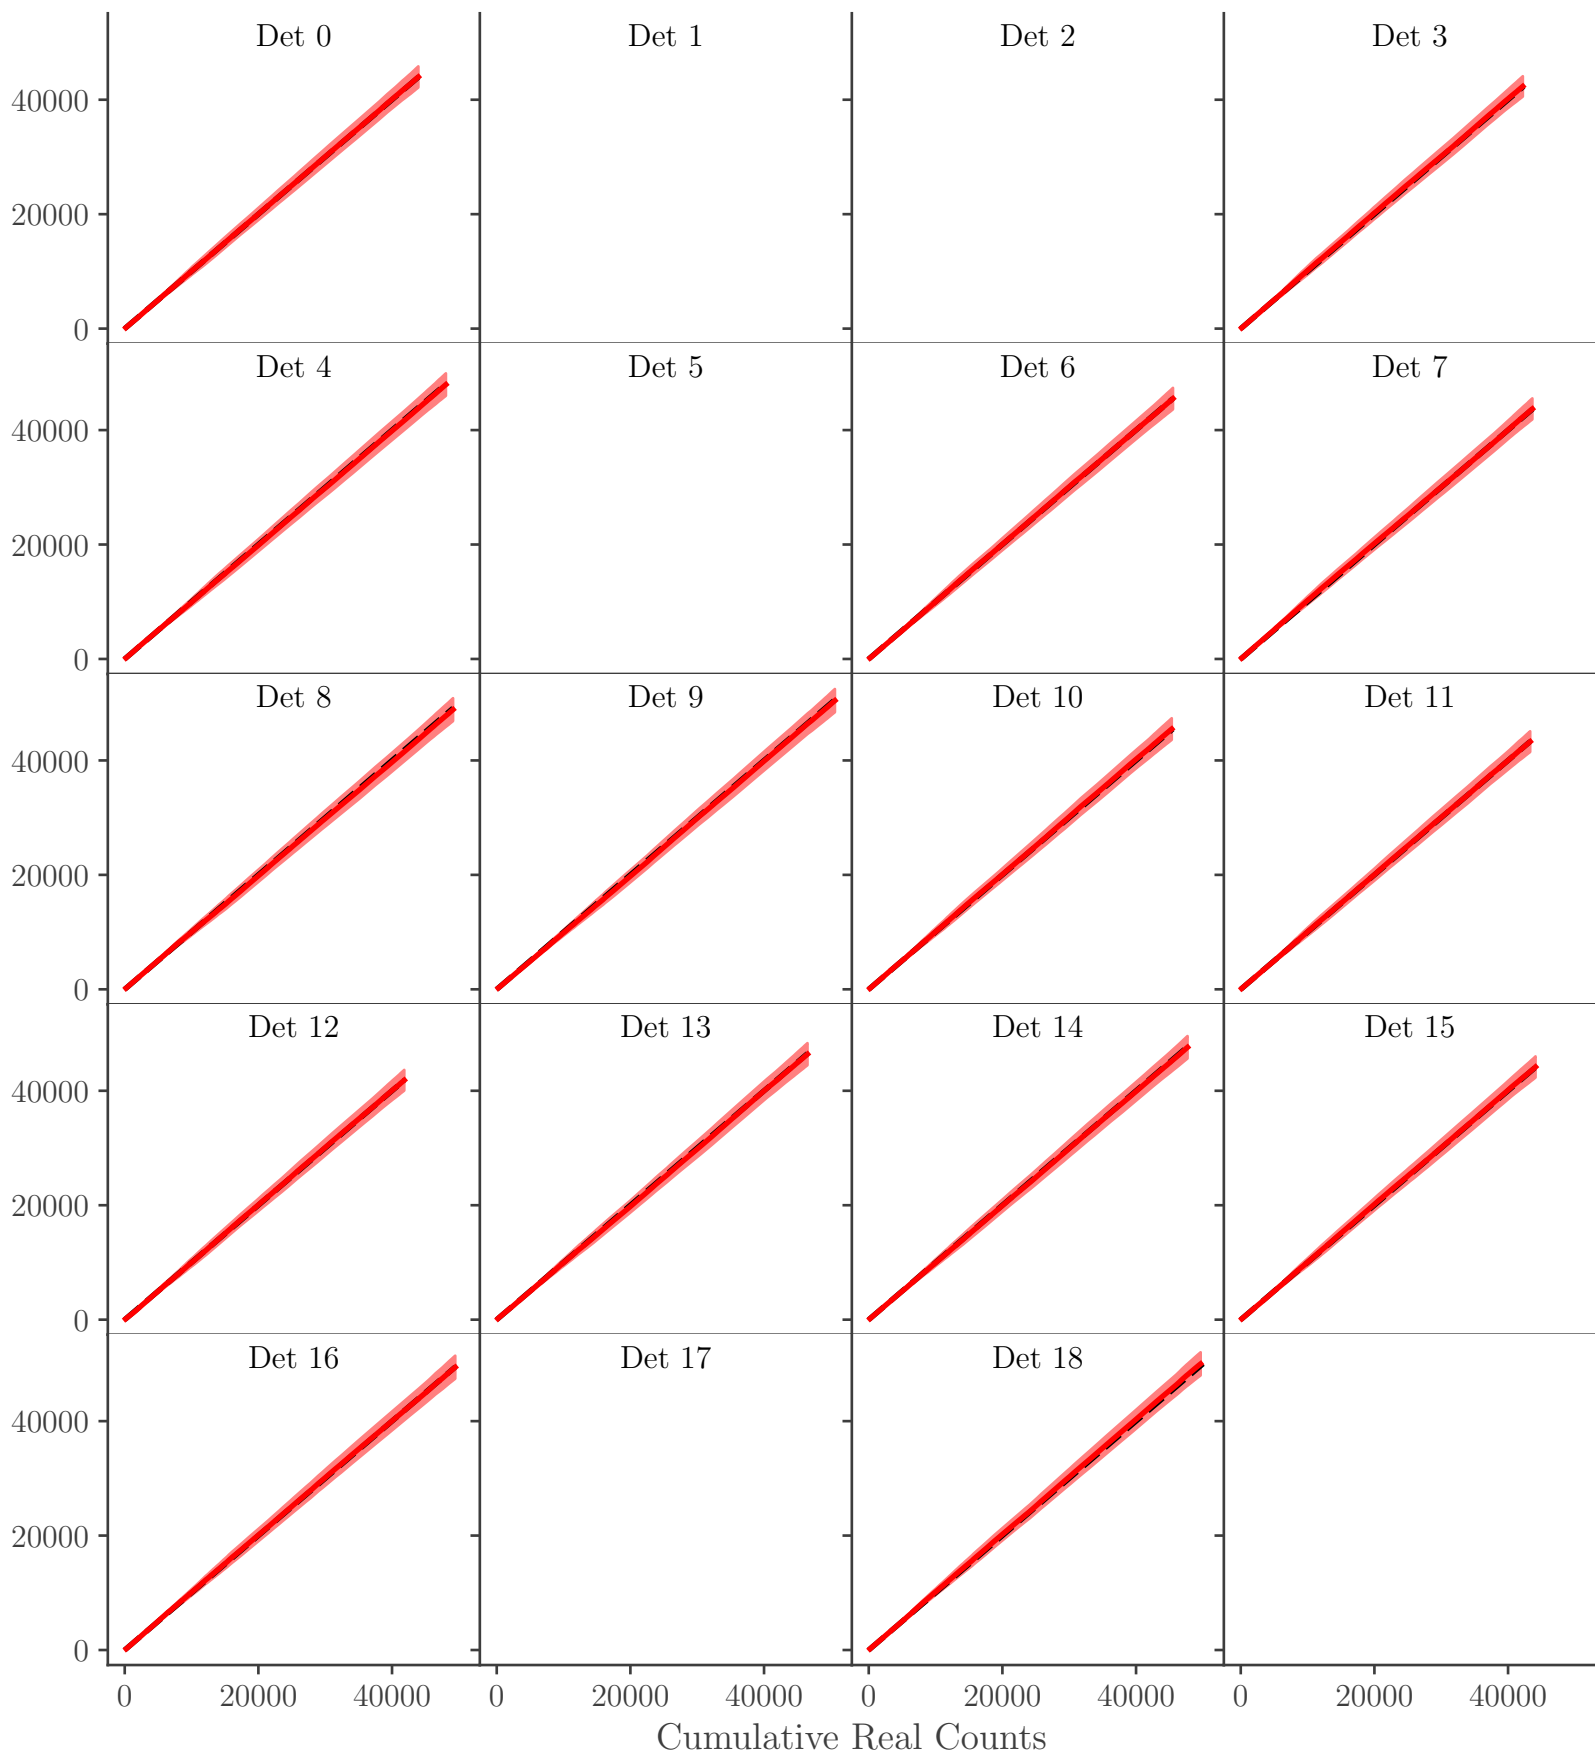 Det 0 Det 1 Det 2 Det 3
40000
20000
0
Det 4 Det 5 Det 6 Det 7
40000
20000
0
Det 8 Det 9 Det 10 Det 11
40000
20000
0
Det 12 Det 13 Det 14 Det 15
40000
20000
0
Det 16 Det 17 Det 18
40000
20000
0
0 20000 40000 0 20000 40000 0 20000 40000 0 20000 40000
Cumulative Real Counts